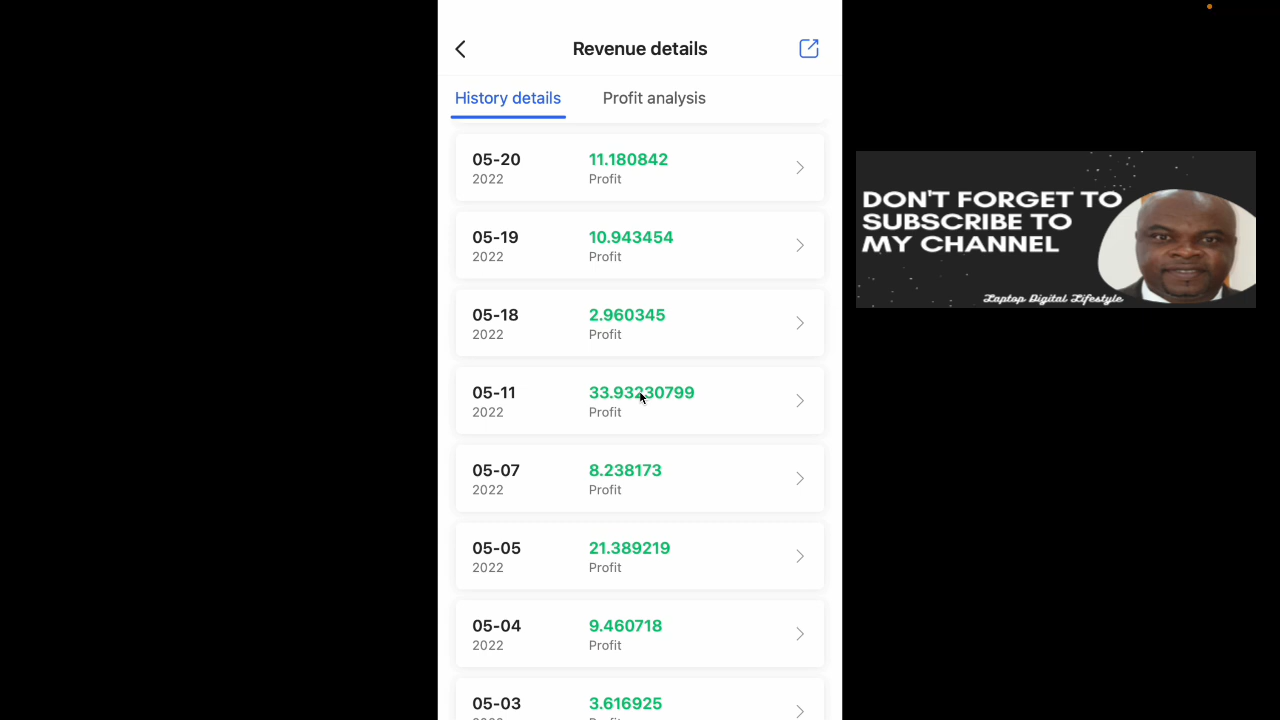 Revenue details
History details
Profit analysis
05-20
11.180842
2022
Profit
05-19
10.943454
2022
Profit
05-18
2.960345
2022
Profit
05-11
33.93230799
2022
Profit
05-07
8.238173
2022
Profit
05-05
21.389219
2022
Profit
05-04
9.460718
2022
Profit
05-03
3.616925
DON'T FORGET TO
SUBSCRIBE TO
MY CHANNEL
Laptop Digital Lifestyle